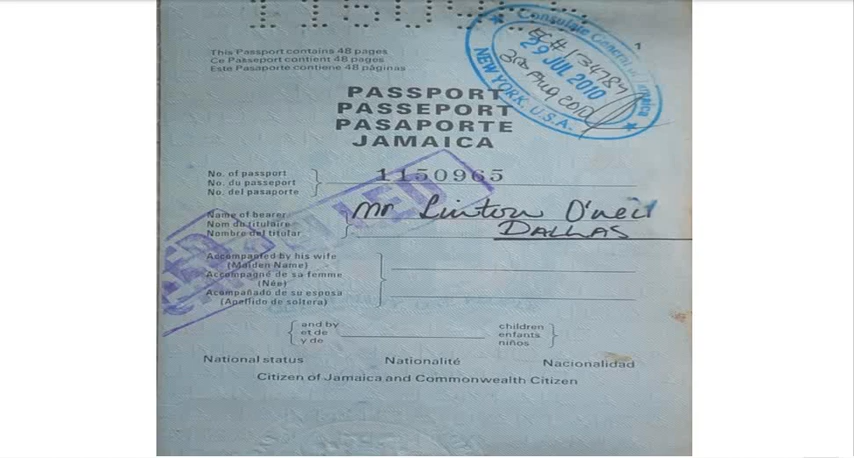 1150965
Consulate General of Jamaica
1
29 JUL 2010
NEW YORK, U.S.A.
This Passport contains 48 pages
Ce Passeport contient 48 pages
Este Pasaporte contiene 48 páginas
PASSPORT
PASSEPORT
PASAPORTE
JAMAICA
No. of passport
No. du passeport
No. del pasaporte
1150965
Name of bearer
Nom du titulaire
Nombre del titular
Mr Linton O'neil
DALLAS
Accompanied by his wife
(Maiden Name)
Accompagné de sa femme
(Née)
Acompañado de su esposa
(Apellido de soltera)
and by
et de
y de
children
enfants
niños
National status Nationalité Nacionalidad
Citizen of Jamaica and Commonwealth Citizen